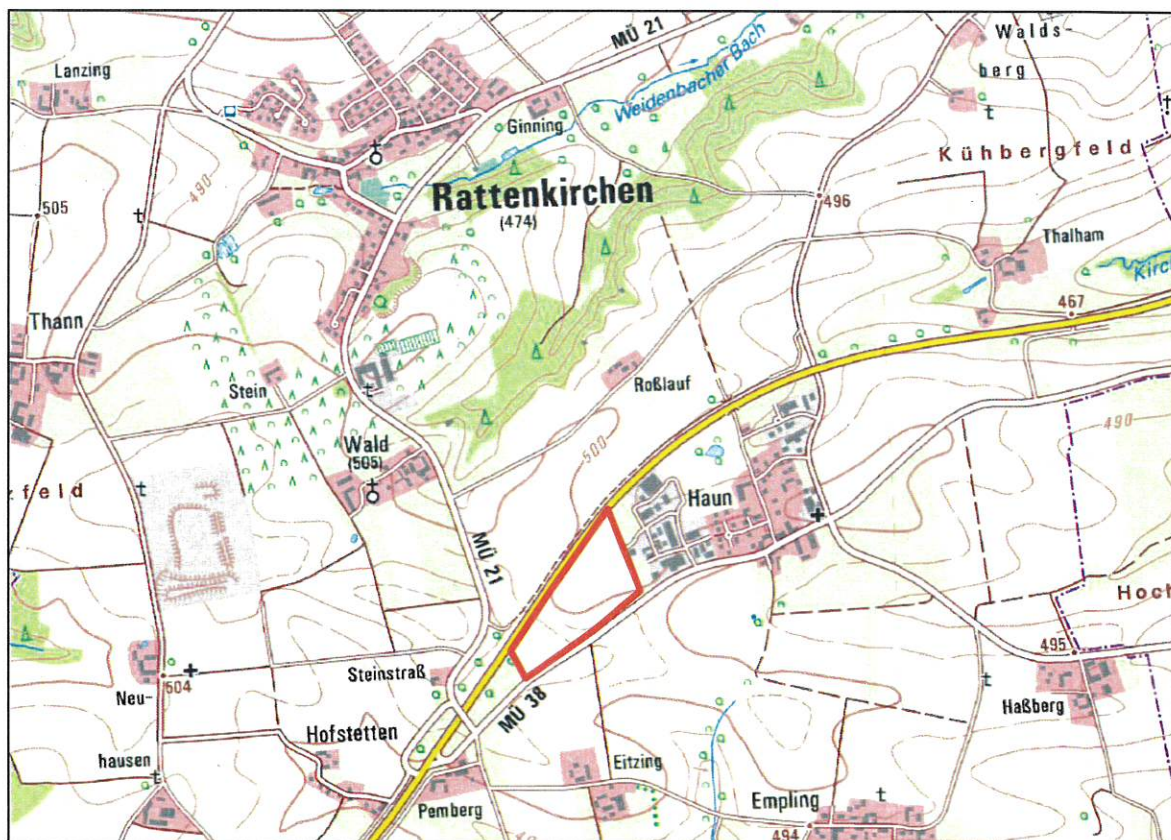 MÜ 21
Walds-
berg
Lanzing
Weidenbacher Bach
Ginning
Kühbergfeld
490
Rattenkirchen
(474)
505
496
Thalham
Kirc
467
Thann
Stein
Roßlauf
490
500
Wald
(505)
zfeld
Haun
MÜ 21
Hoch
495
Steinstraß
504
Neu-
hausen
MÜ 38
Haßberg
Hofstetten
Eitzing
Pemberg
Empling
494